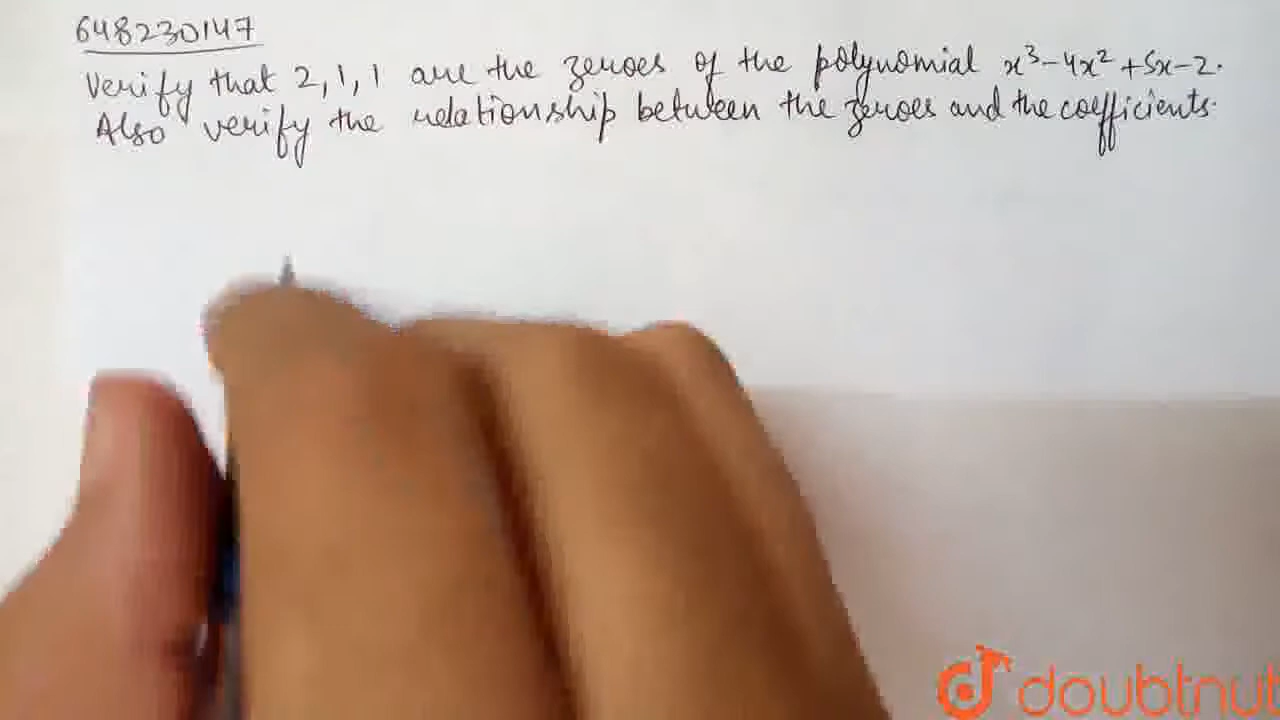 648230147
Verify that 2, 1, 1 are the zeroes of the polynomial x³-4x²+5x-2.
Also verify the relationship between the zeroes and the coefficients.
doubtnut